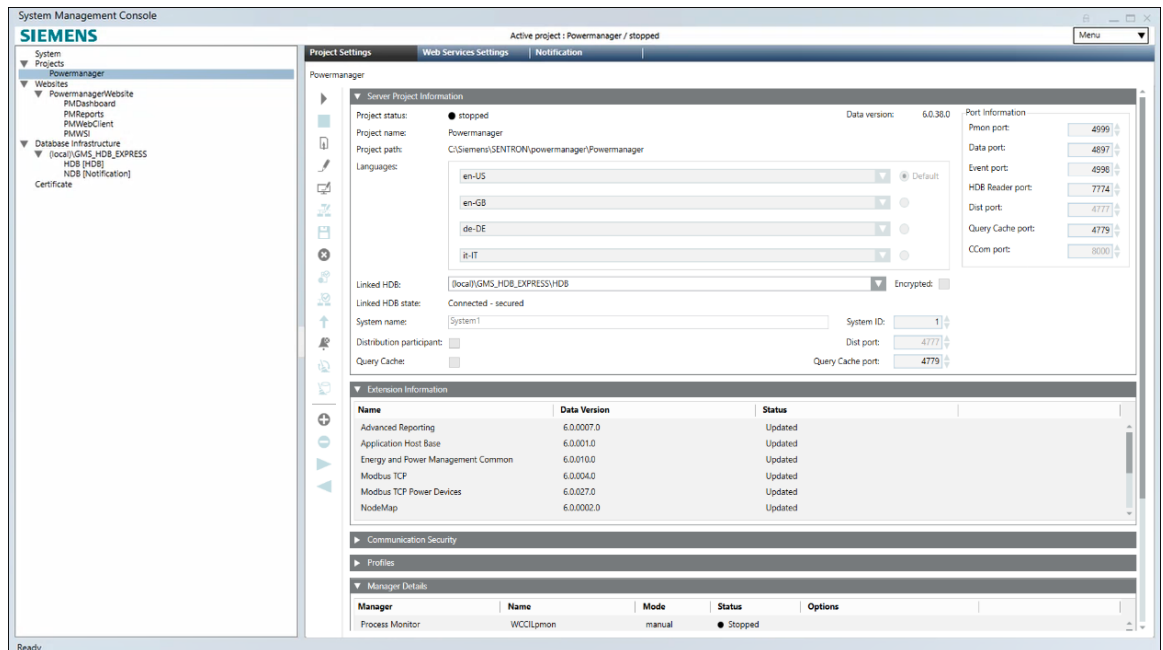 System Management Console
SIEMENS
Active project : Powermanager / stopped
Menu
System
Projects
Powermanager
Websites
PowermanagerWebsite
PMDashboard
PMReports
PMWebClient
PMWSI
Database Infrastructure
(local)\GMS_HDB_EXPRESS
HDB [HDB]
NDB [Notification]
Certificate
Project Settings Web Services Settings Notification
Powermanager
Server Project Information
Project status: stopped Data version: 6.0.38.0
Project name: Powermanager
Project path: C:\Siemens\SENTRON\powermanager\Powermanager
Languages:
en-US Default
en-GB
de-DE
it-IT
Port Information
Pmon port: 4999
Data port: 4897
Event port: 4998
HDB Reader port: 7774
Dist port: 4777
Query Cache port: 4779
CCom port: 8000
Linked HDB: (local)\GMS_HDB_EXPRESS\HDB Encrypted:
Linked HDB state: Connected - secured
System name: System1 System ID: 1
Distribution participant: Dist port: 4777
Query Cache: Query Cache port: 4779
Extension Information
Name Data Version Status
Advanced Reporting 6.0.0007.0 Updated
Application Host Base 6.0.001.0 Updated
Energy and Power Management Common 6.0.010.0 Updated
Modbus TCP 6.0.004.0 Updated
Modbus TCP Power Devices 6.0.027.0 Updated
NodeMap 6.0.0002.0 Updated
Communication Security
Profiles
Manager Details
Manager Name Mode Status Options
Process Monitor WCCILpmon manual Stopped
Ready